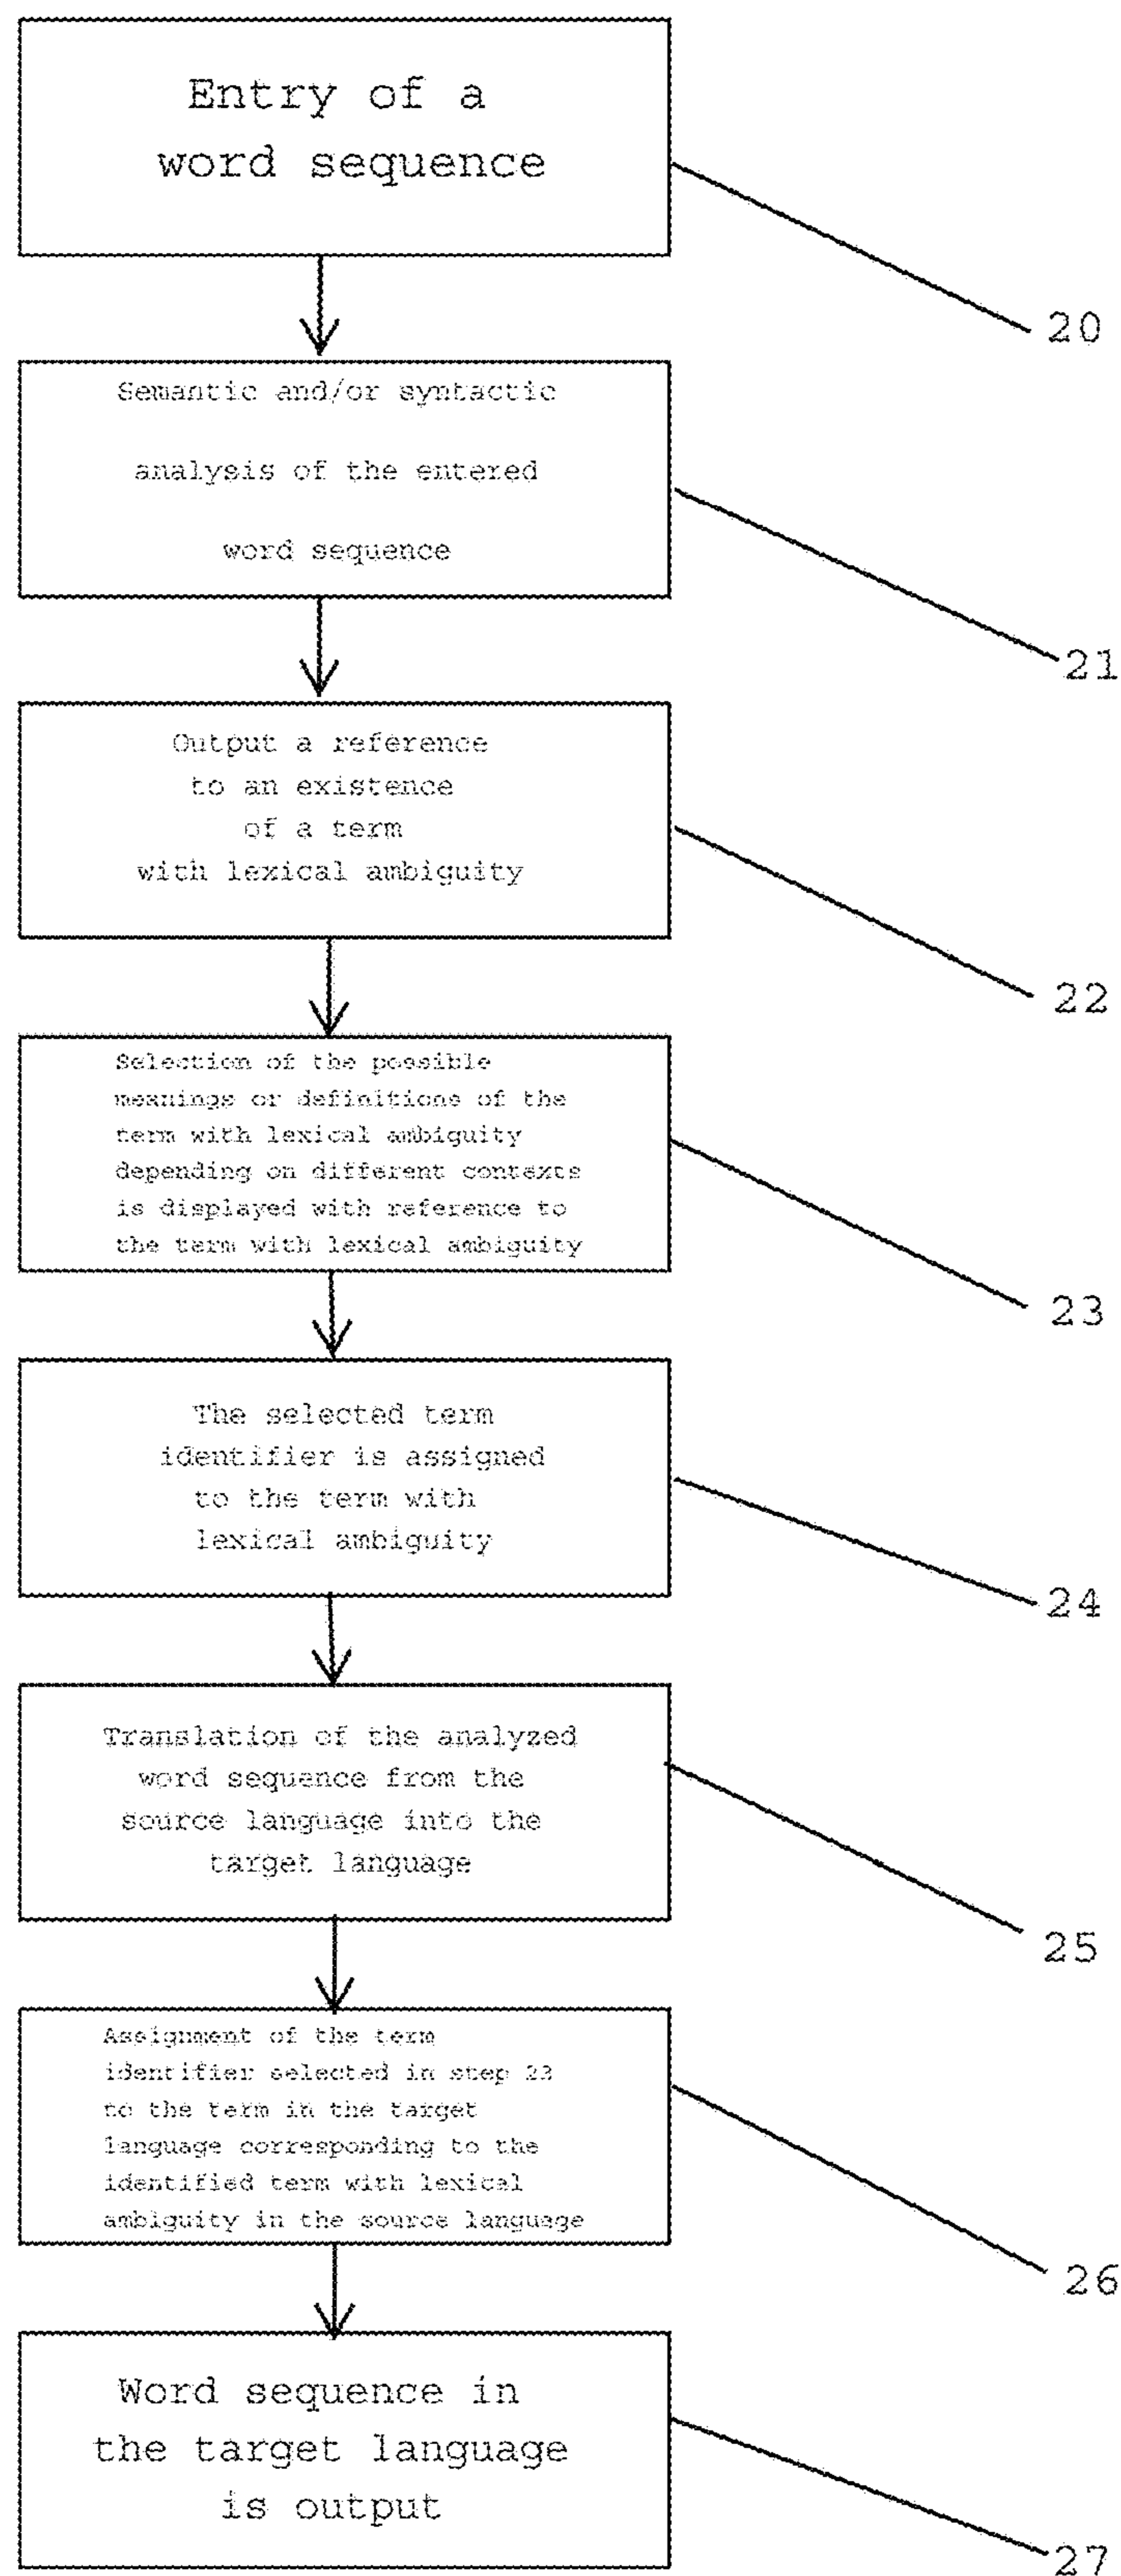 Entry of a
word sequence
20
Semantic and/or syntactic
analysis of the entered
word sequence
21
Output a reference
to an existence
of a term
with lexical ambiguity
22
Selection of the possible
meanings or definitions of the
term with lexical ambiguity
depending on different contexts
is displayed with reference to
the term with lexical ambiguity
23
The selected term
identifier is assigned
to the term with
lexical ambiguity
24
Translation of the analyzed
word sequence from the
source language into the
target language
25
Assignment of the term
identifier selected in step 23
to the term in the target
language corresponding to the
identified term with lexical
ambiguity in the source language
26
Word sequence in
the target language
is output
27